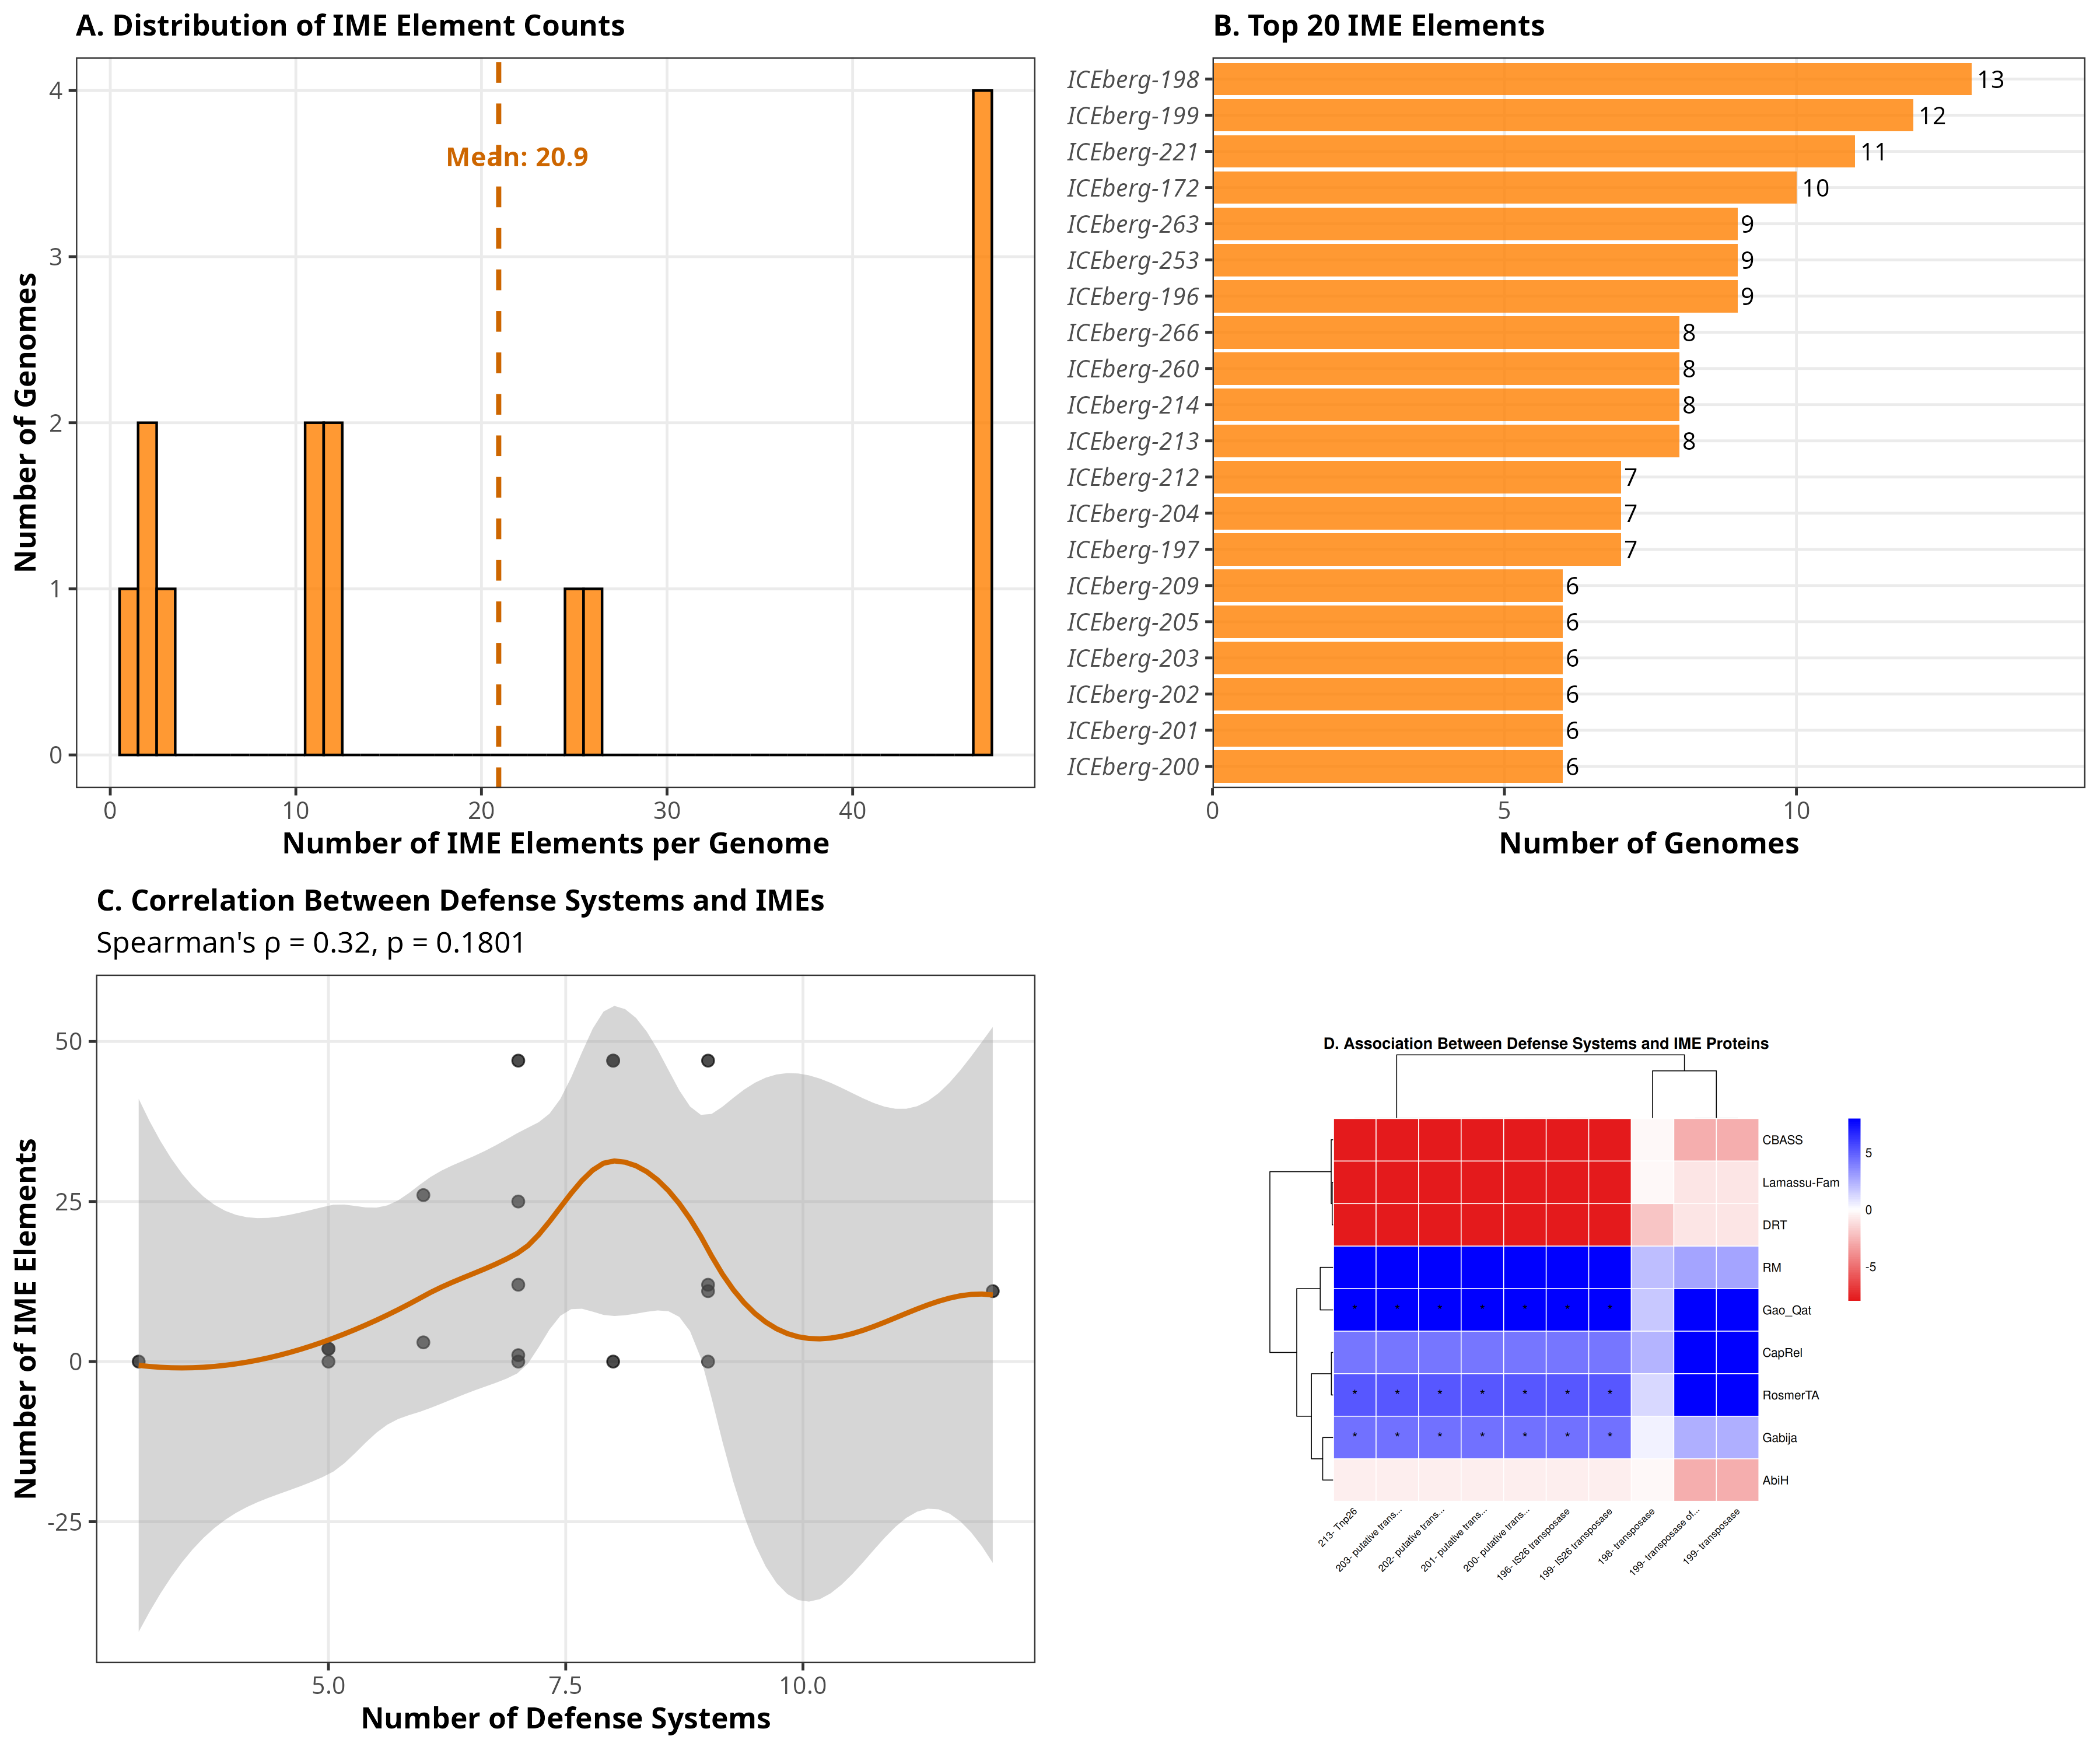 A. Distribution of IME Element Counts
4
3
2
1
0
Mean: 20.9
0 10 20 30 40
Number of Genomes
Number of IME Elements per Genome
B. Top 20 IME Elements
ICEberg-198 13
ICEberg-199 12
ICEberg-221 11
ICEberg-172 10
ICEberg-263 9
ICEberg-253 9
ICEberg-196 9
ICEberg-266 8
ICEberg-260 8
ICEberg-214 8
ICEberg-213 8
ICEberg-212 7
ICEberg-204 7
ICEberg-197 7
ICEberg-209 6
ICEberg-205 6
ICEberg-203 6
ICEberg-202 6
ICEberg-201 6
ICEberg-200 6
0 5 10
Number of Genomes
C. Correlation Between Defense Systems and IMEs
Spearman's ρ = 0.32, p = 0.1801
50
25
0
-25
Number of IME Elements
5.0 7.5 10.0
Number of Defense Systems
D. Association Between Defense Systems and IME Proteins
CBASS
Lamassu-Fam
DRT
RM
Gao_Qat
* * * * * * *
CapRel
RosmerTA
* * * * * * *
Gabija
* * * * * * *
AbiH
5
0
-5
213- Tnp26
203- putative trans...
202- putative trans...
201- putative trans...
200- putative trans...
196- IS26 transposase
199- IS26 transposase
198- transposase
199- transposase of...
199- transposase